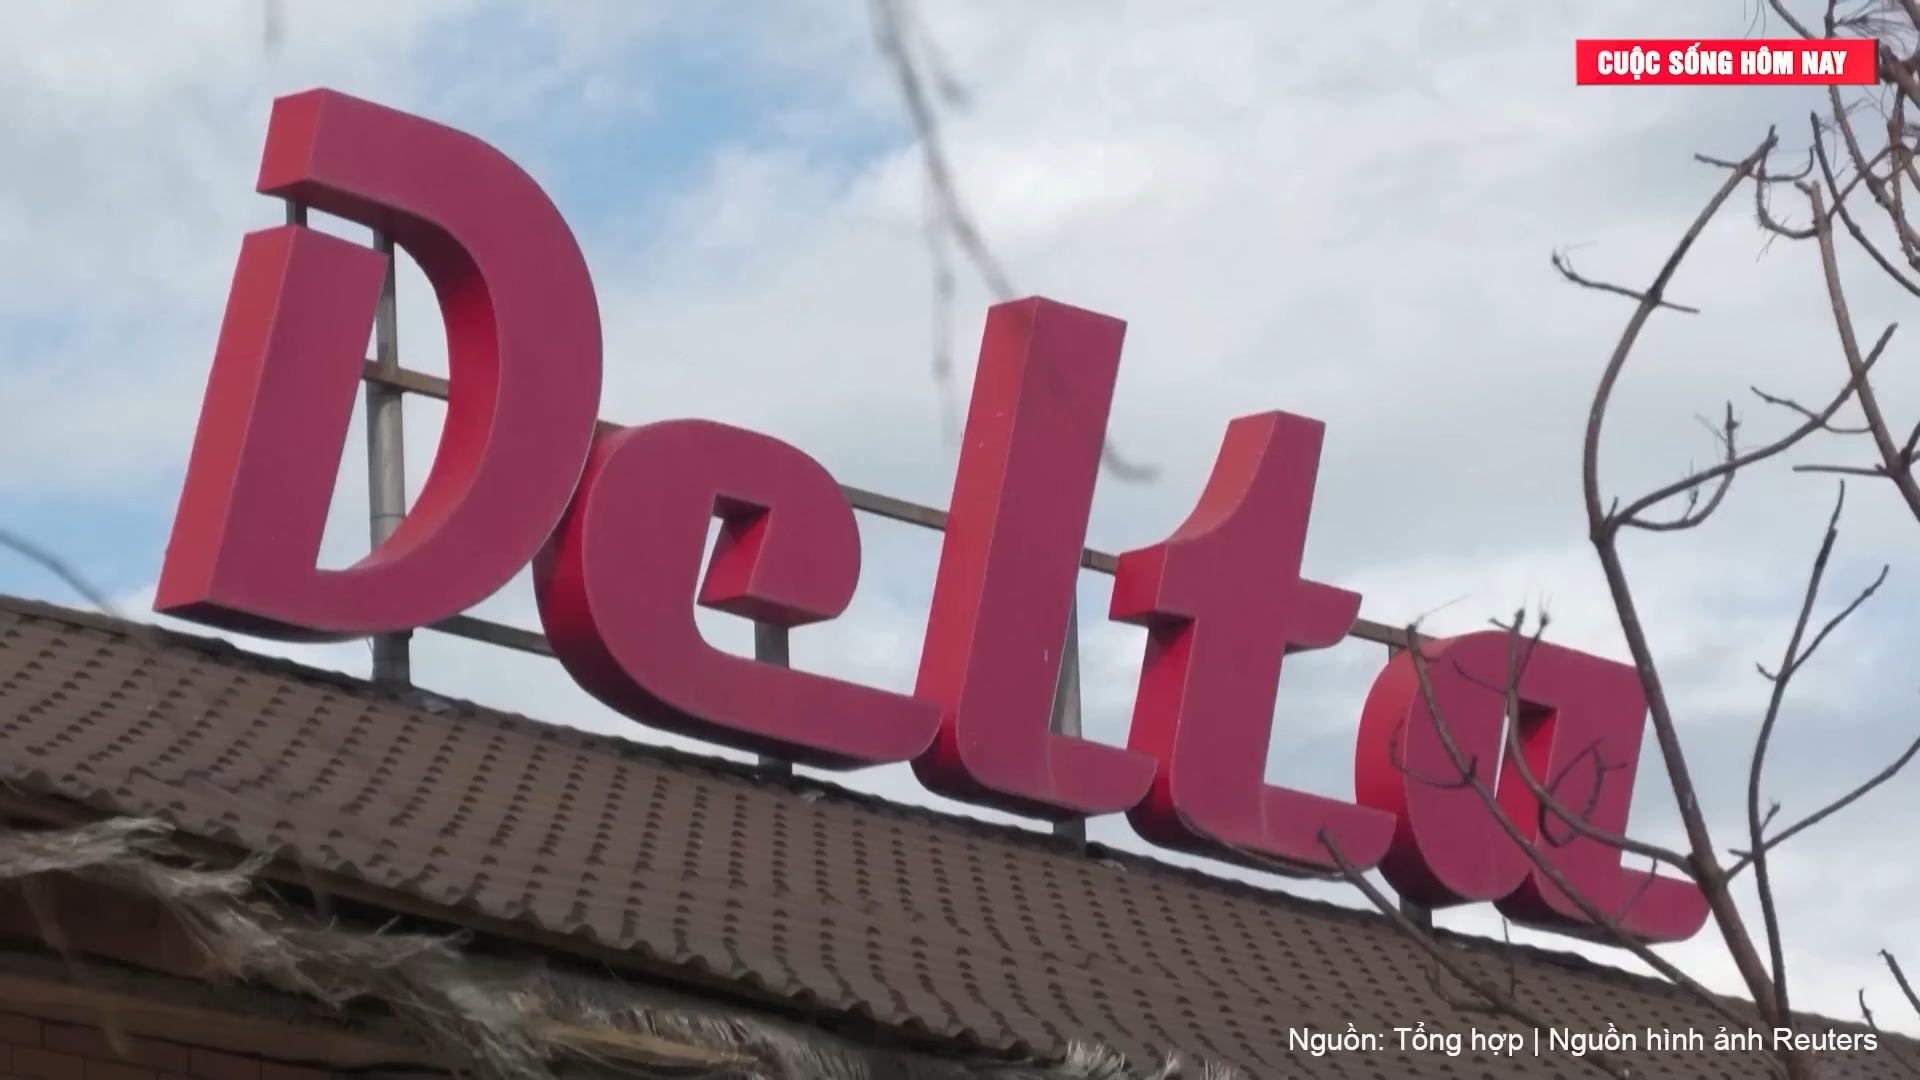 CUỘC SỐNG HÔM NAY
Delta
Nguồn: Tổng hợp | Nguồn hình ảnh Reuters